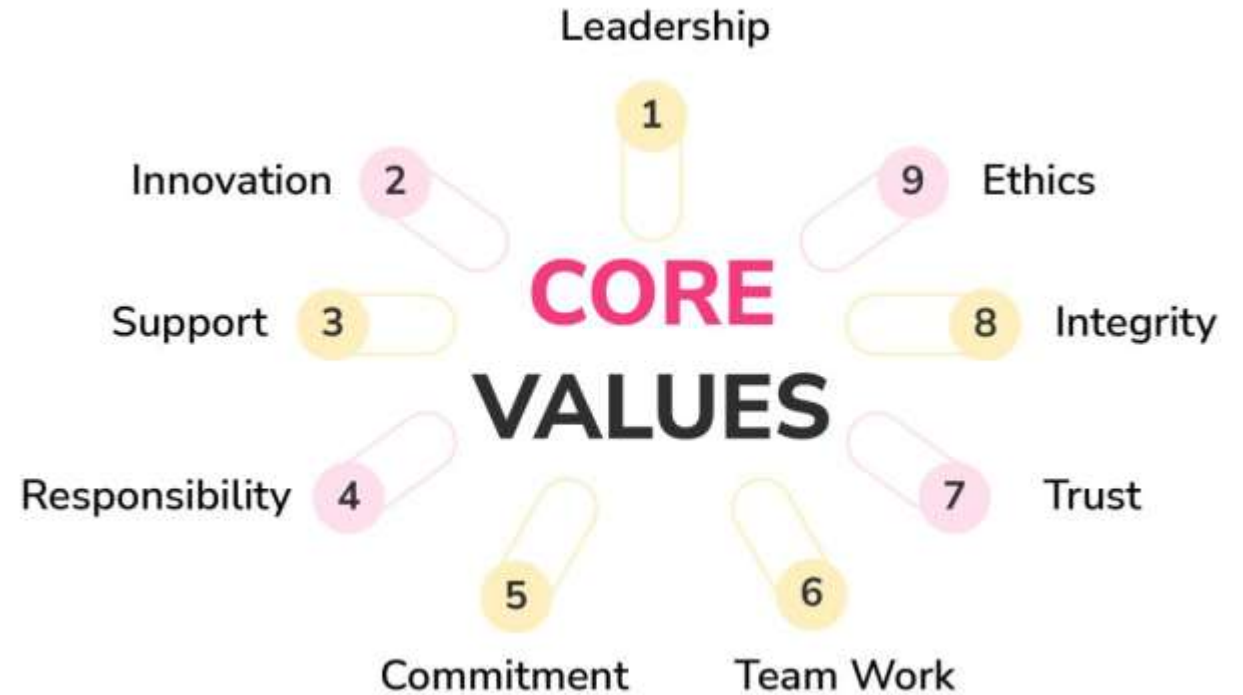 Leadership
1
Innovation 2
9 Ethics
CORE
VALUES
Support 3
8 Integrity
Responsibility 4
7 Trust
5
Commitment
6
Team Work